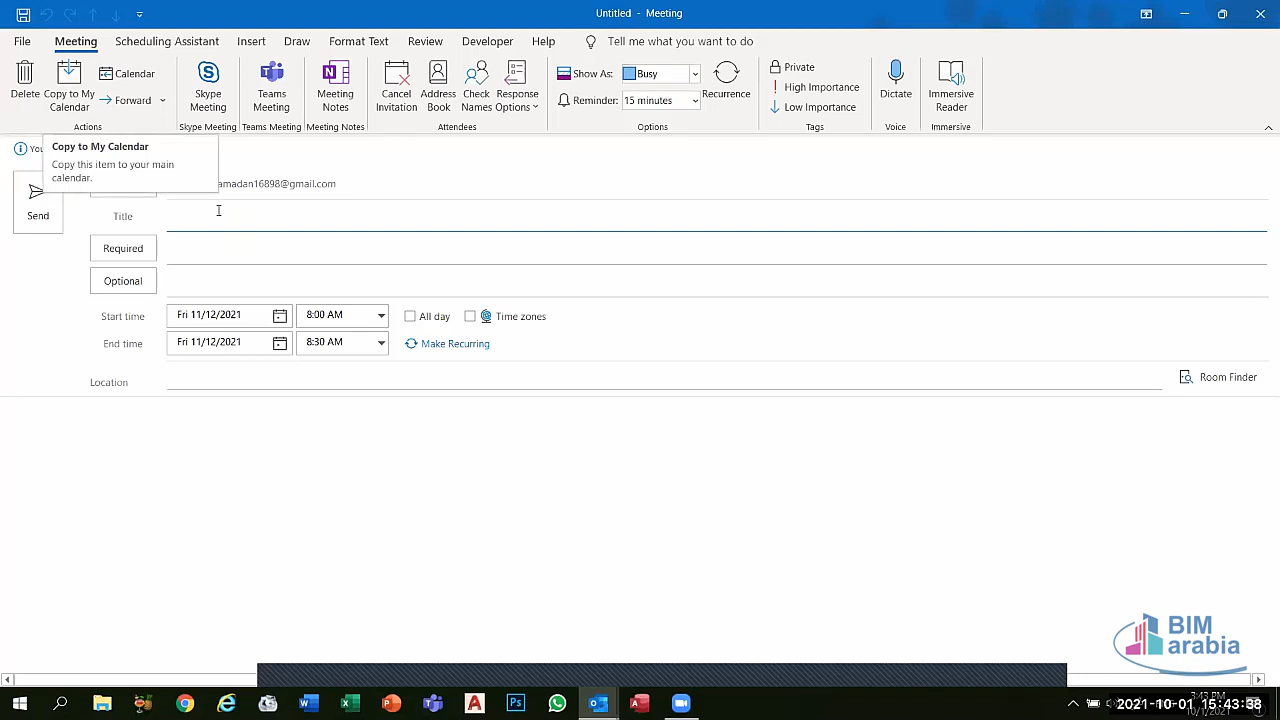 Untitled - Meeting
File Meeting Scheduling Assistant Insert Draw Format Text Review Developer Help Tell me what you want to do
Delete
Copy to My Calendar
Calendar
Forward
Actions
Skype Meeting
Skype Meeting
Teams Meeting
Teams Meeting
Meeting Notes
Meeting Notes
Cancel Invitation
Address Book
Check Names
Response Options
Attendees
Show As: Busy
Reminder: 15 minutes
Recurrence
Options
Private
High Importance
Low Importance
Tags
Dictate
Voice
Immersive Reader
Immersive
Copy to My Calendar
Copy this item to your main
calendar.
amadan16898@gmail.com
Send
Title
Required
Optional
Start time Fri 11/12/2021 8:00 AM All day Time zones
End time Fri 11/12/2021 8:30 AM Make Recurring
Location Room Finder
BIM
arabia
3:43 PM
2021-10-01 15:43:38
10/1/2021